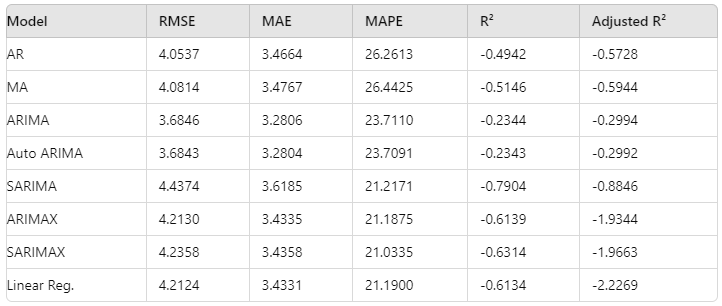 Model RMSE MAE MAPE R² Adjusted R²
AR 4.0537 3.4664 26.2613 -0.4942 -0.5728
MA 4.0814 3.4767 26.4425 -0.5146 -0.5944
ARIMA 3.6846 3.2806 23.7110 -0.2344 -0.2994
Auto ARIMA 3.6843 3.2804 23.7091 -0.2343 -0.2992
SARIMA 4.4374 3.6185 21.2171 -0.7904 -0.8846
ARIMAX 4.2130 3.4335 21.1875 -0.6139 -1.9344
SARIMAX 4.2358 3.4358 21.0335 -0.6314 -1.9663
Linear Reg. 4.2124 3.4331 21.1900 -0.6134 -2.2269